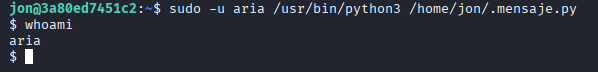 jon@3a80ed7451c2:~$ sudo -u aria /usr/bin/python3 /home/jon/.mensaje.py
$ whoami
aria
$